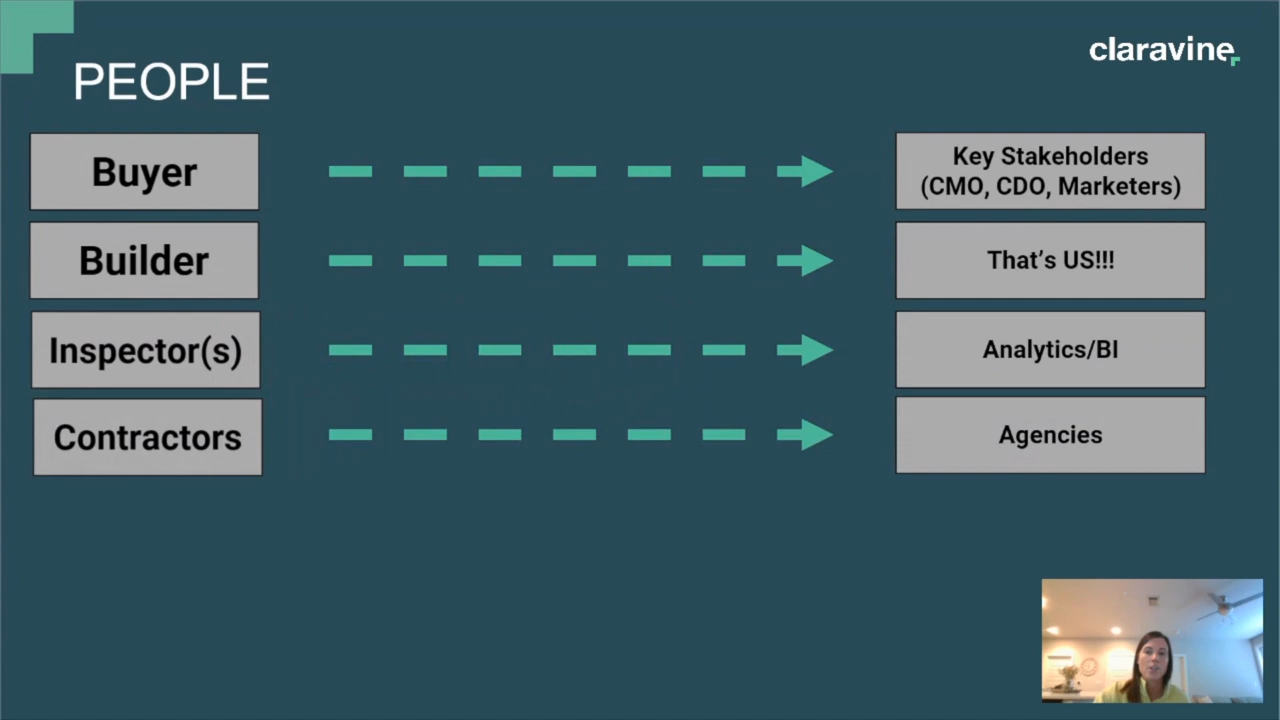 claravine
PEOPLE
Buyer
Key Stakeholders
(CMO, CDO, Marketers)
Builder
That's US!!!
Inspector(s)
Analytics/BI
Contractors
Agencies